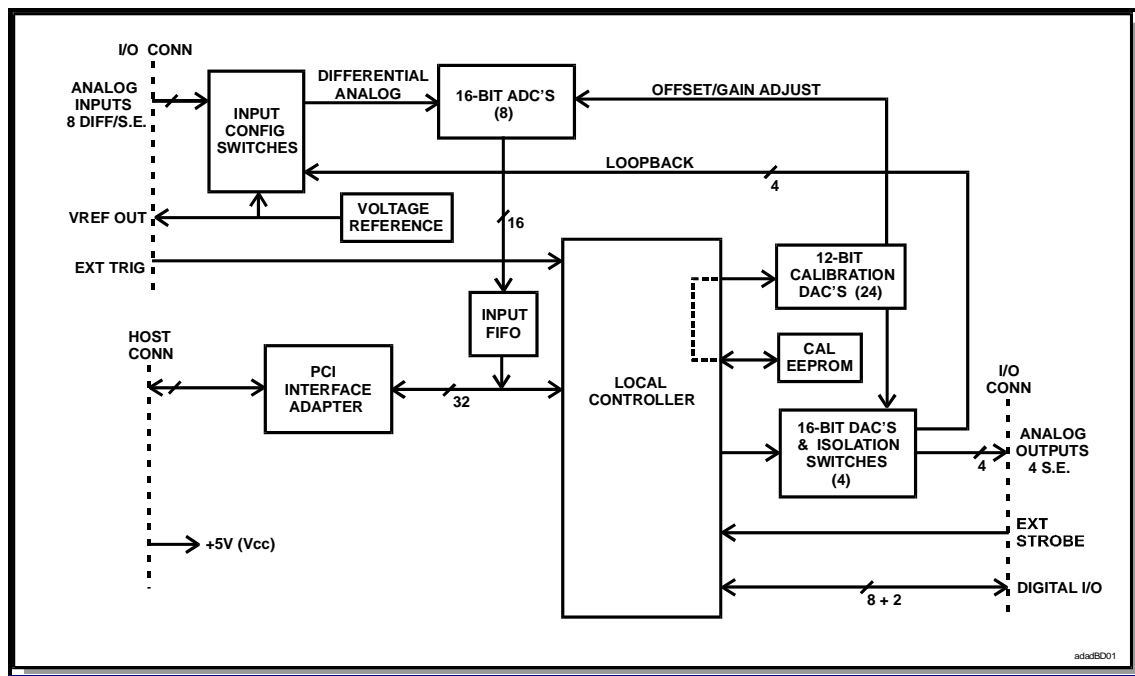 I/O CONN
ANALOG
INPUTS
8 DIFF/S.E.
INPUT
CONFIG
SWITCHES
DIFFERENTIAL
ANALOG
16-BIT ADC'S
(8)
OFFSET/GAIN ADJUST
LOOPBACK
4
VREF OUT
VOLTAGE
REFERENCE
16
EXT TRIG
12-BIT
CALIBRATION
DAC'S (24)
INPUT
FIFO
HOST
CONN
PCI
INTERFACE
ADAPTER
32
LOCAL
CONTROLLER
CAL
EEPROM
I/O
CONN
16-BIT DAC'S
& ISOLATION
SWITCHES
(4)
4
ANALOG
OUTPUTS
4 S.E.
+5V (Vcc)
EXT
STROBE
8 + 2
DIGITAL I/O
adadBD01